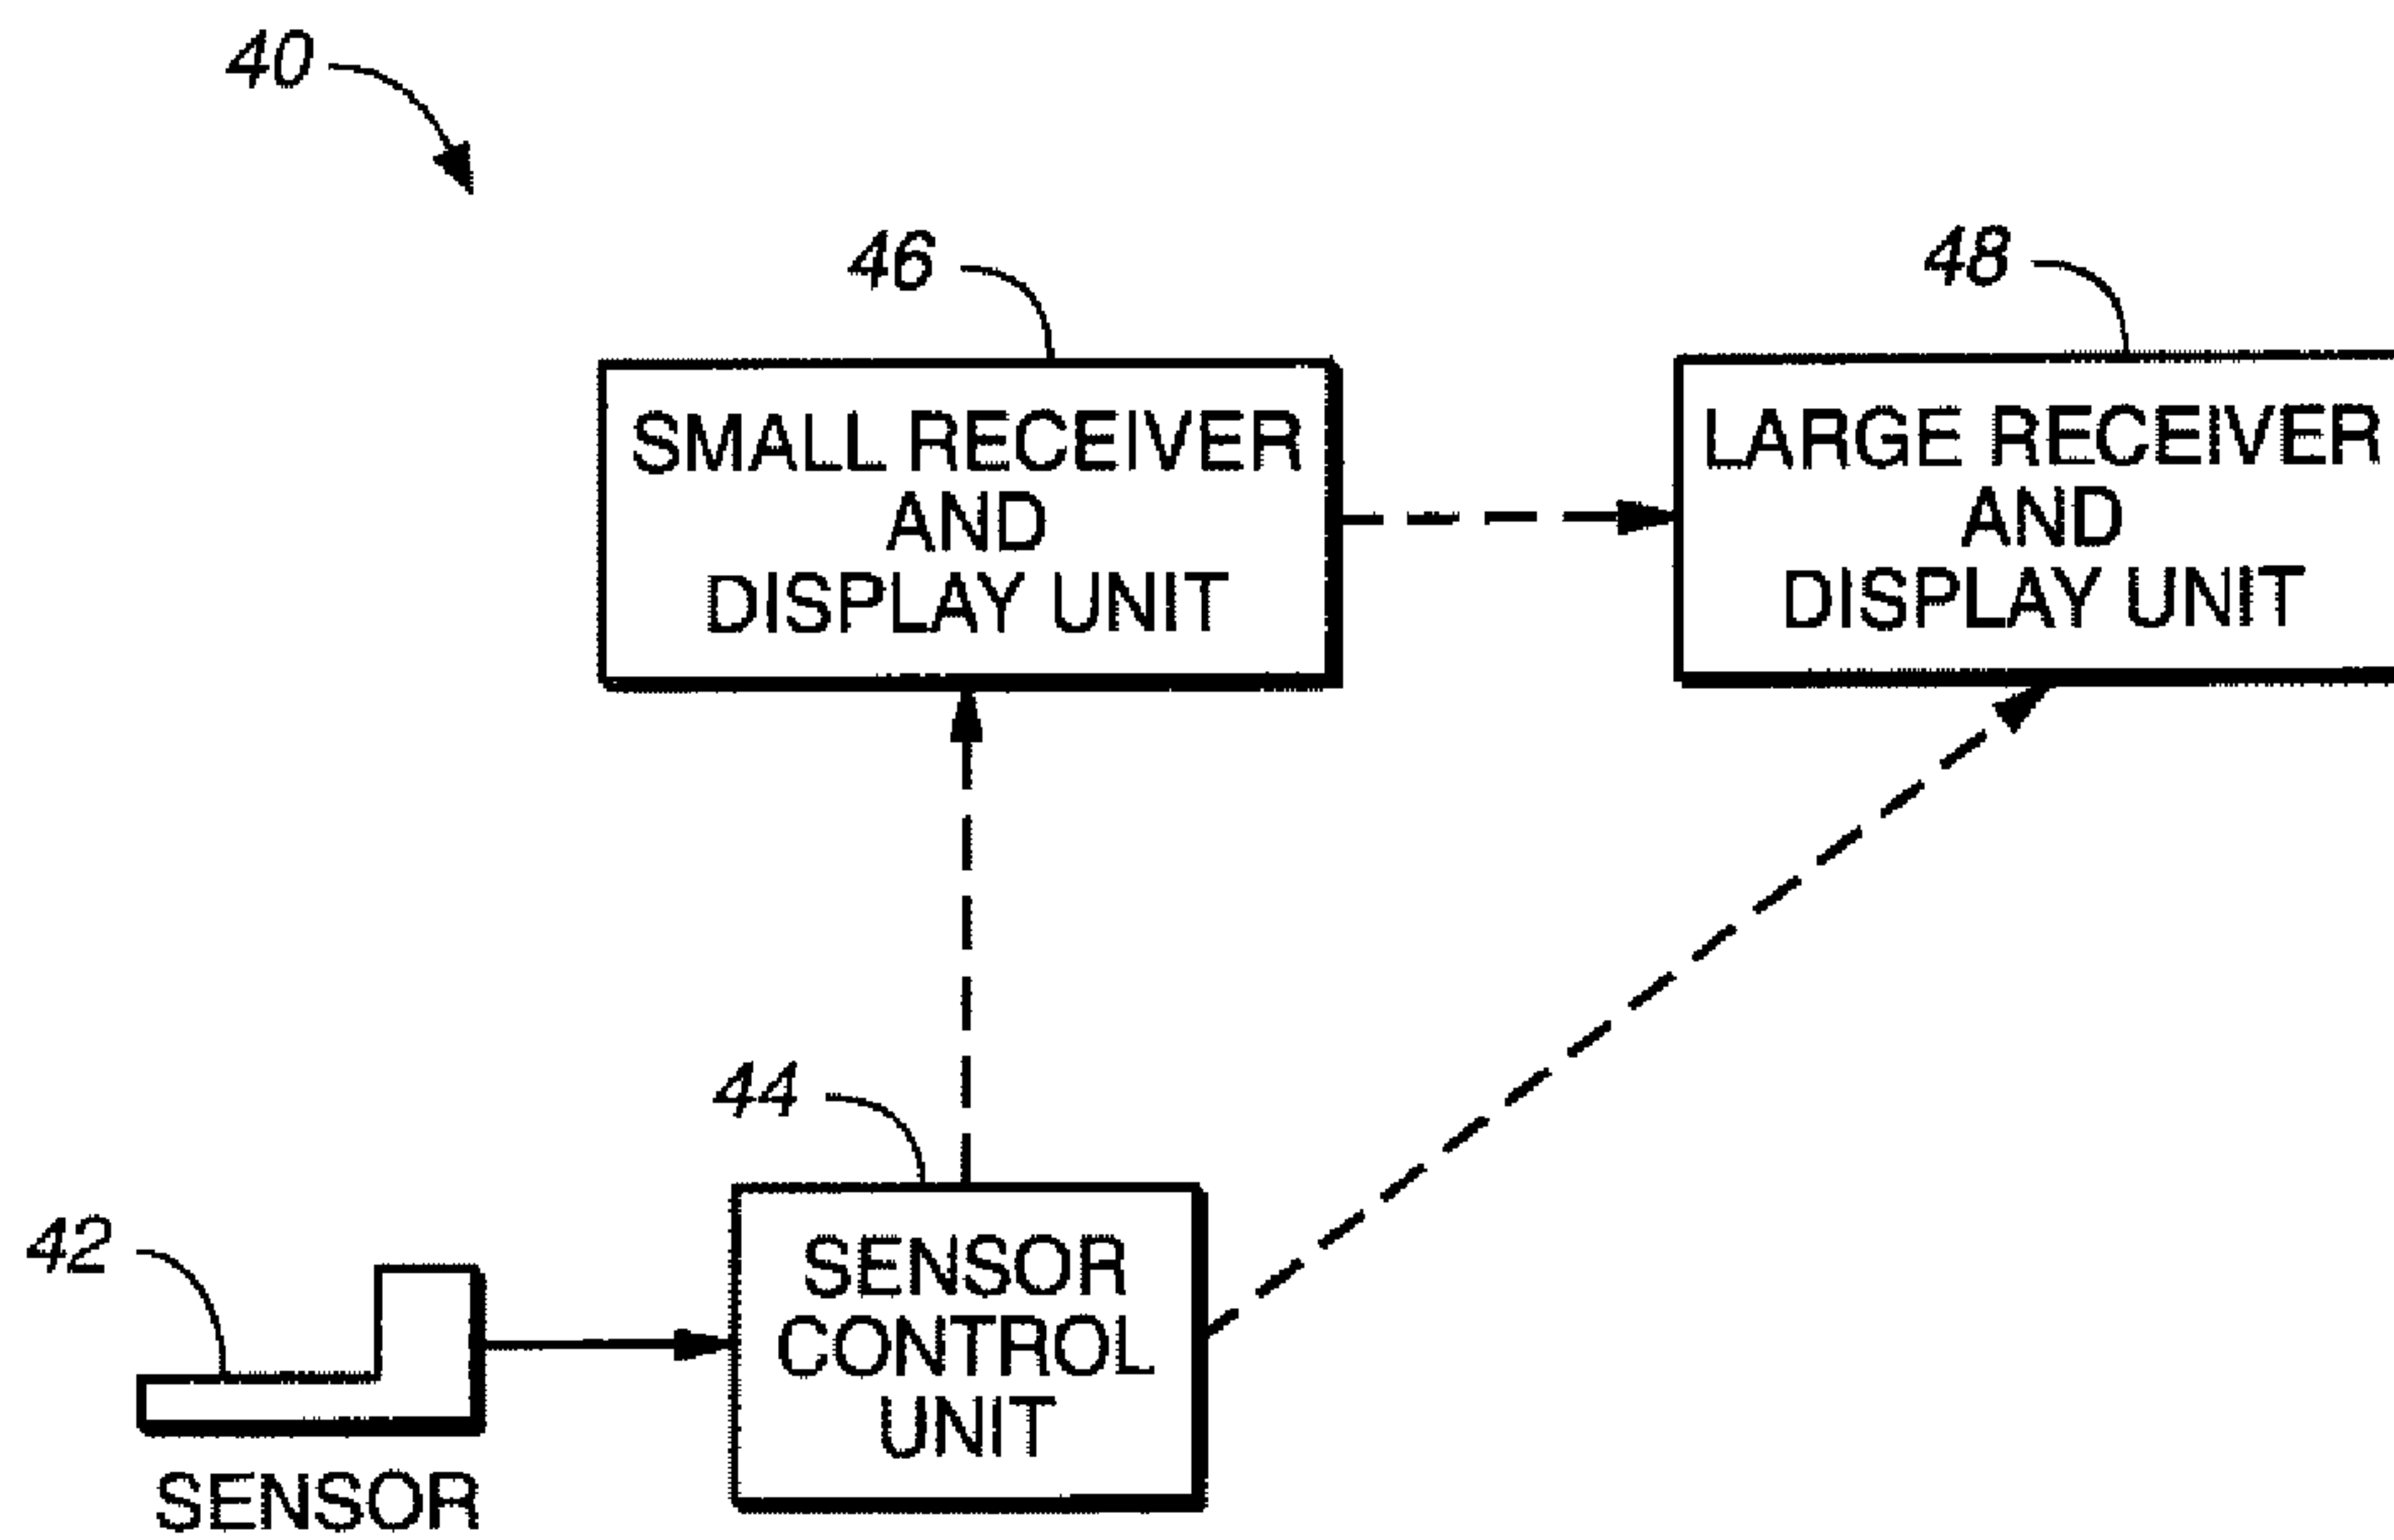 40
46
48
SMALL RECEIVER
AND
DISPLAY UNIT
LARGE RECEIVER
AND
DISPLAY UNIT
44
42
SENSOR
CONTROL
UNIT
SENSOR